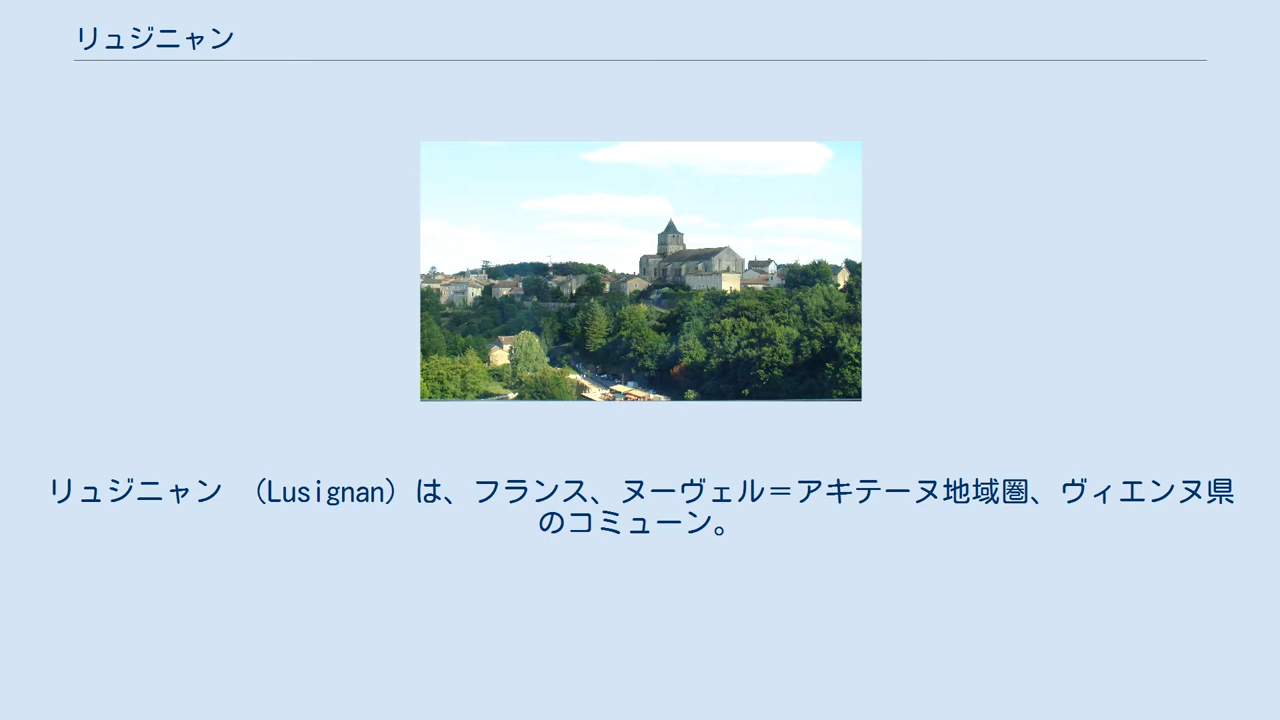 リュジニャン
リュジニャン　（Lusignan）は、フランス、ヌーヴェル＝アキテーヌ地域圏、ヴィエンヌ県
のコミューン。